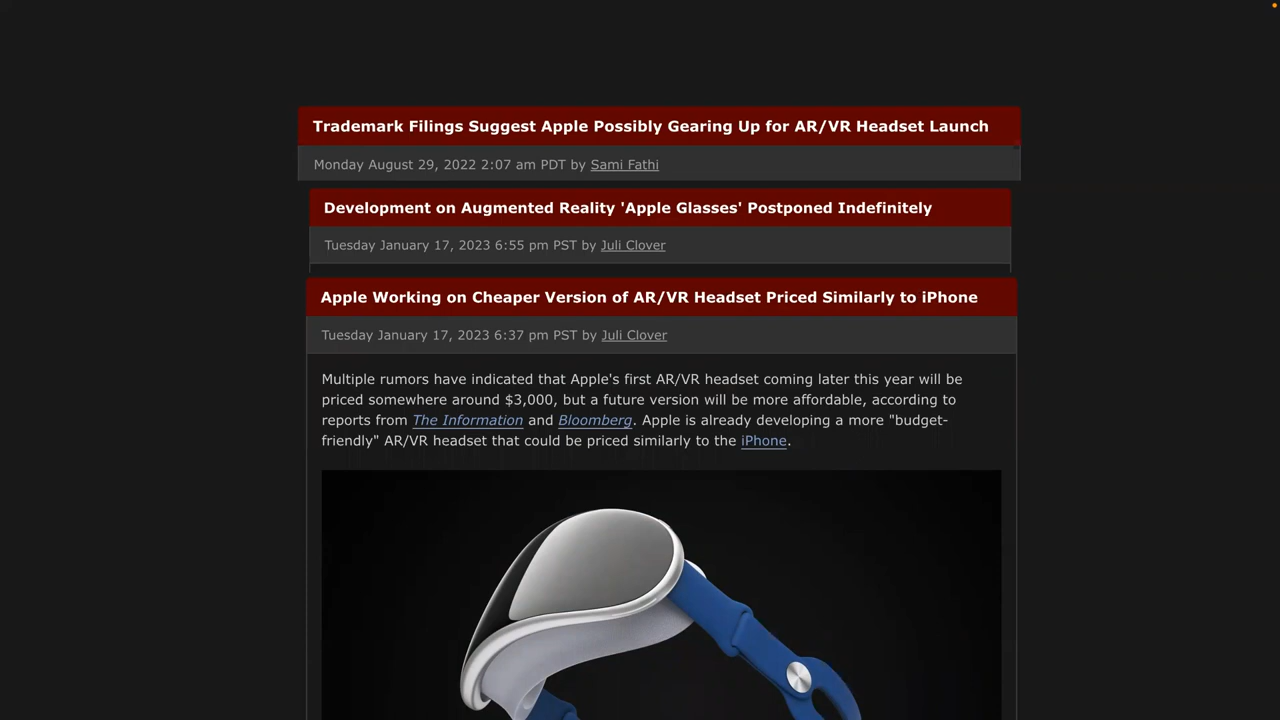 Trademark Filings Suggest Apple Possibly Gearing Up for AR/VR Headset Launch
Monday August 29, 2022 2:07 am PDT by Sami Fathi
Development on Augmented Reality 'Apple Glasses' Postponed Indefinitely
Tuesday January 17, 2023 6:55 pm PST by Juli Clover
Apple Working on Cheaper Version of AR/VR Headset Priced Similarly to iPhone
Tuesday January 17, 2023 6:37 pm PST by Juli Clover
Multiple rumors have indicated that Apple's first AR/VR headset coming later this year will be
priced somewhere around $3,000, but a future version will be more affordable, according to
reports from The Information and Bloomberg. Apple is already developing a more "budget-
friendly" AR/VR headset that could be priced similarly to the iPhone.